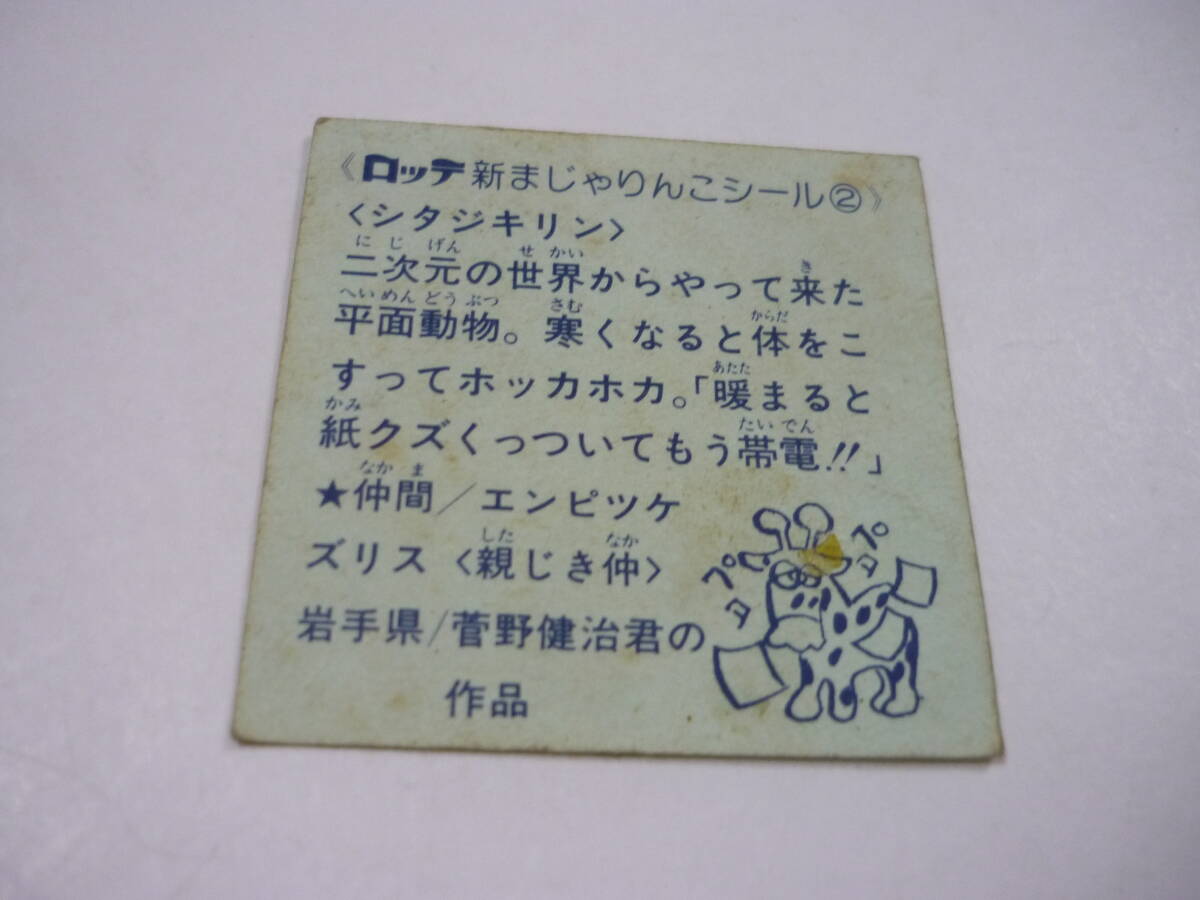 《ロッテ 新まじゃりんこシール②》
〈シタジキリン〉
二次元の世界からやって来た
平面動物。寒くなると体をこ
すってホッカホカ。「暖まると
紙クズくっついてもう帯電!!」
★仲間/エンピツケ
ズリス〈親じき仲〉
岩手県/菅野健治君の
作品
ペタ
ペタ